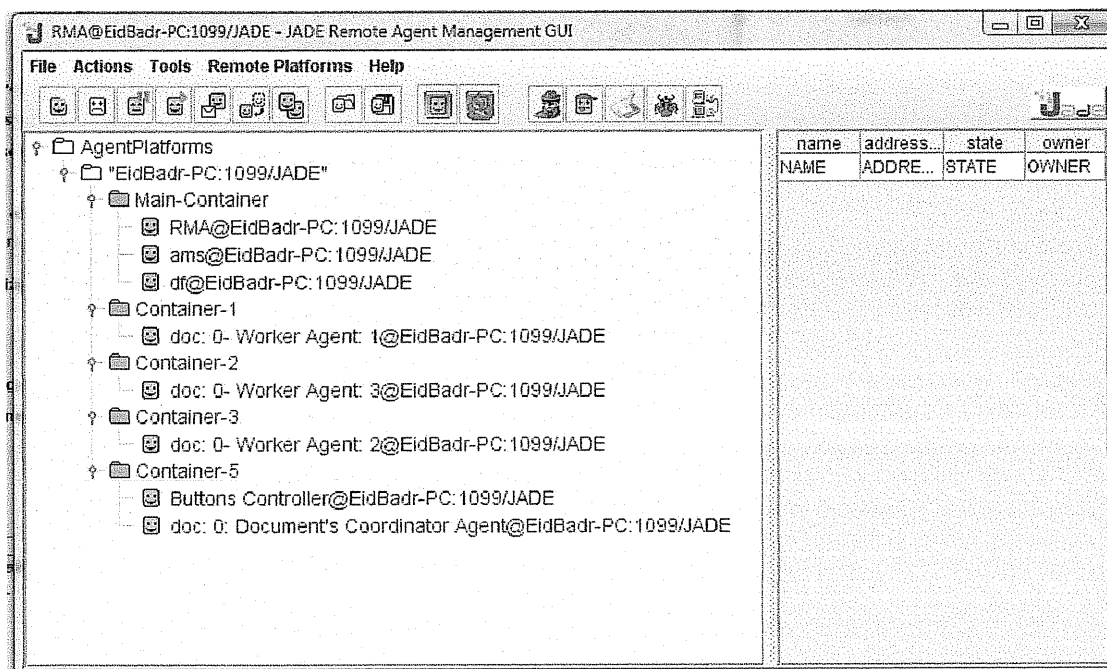 RMA@EidBadr-PC:1099/JADE - JADE Remote Agent Management GUI
File Actions Tools Remote Platforms Help
Jade
AgentPlatforms
"EidBadr-PC:1099/JADE"
Main-Container
RMA@EidBadr-PC:1099/JADE
ams@EidBadr-PC:1099/JADE
df@EidBadr-PC:1099/JADE
Container-1
doc: 0- Worker Agent: 1@EidBadr-PC:1099/JADE
Container-2
doc: 0- Worker Agent: 3@EidBadr-PC:1099/JADE
Container-3
doc: 0- Worker Agent: 2@EidBadr-PC:1099/JADE
Container-5
Buttons Controller@EidBadr-PC:1099/JADE
doc: 0: Document's Coordinator Agent@EidBadr-PC:1099/JADE
name address... state owner
NAME ADDRE... STATE OWNER